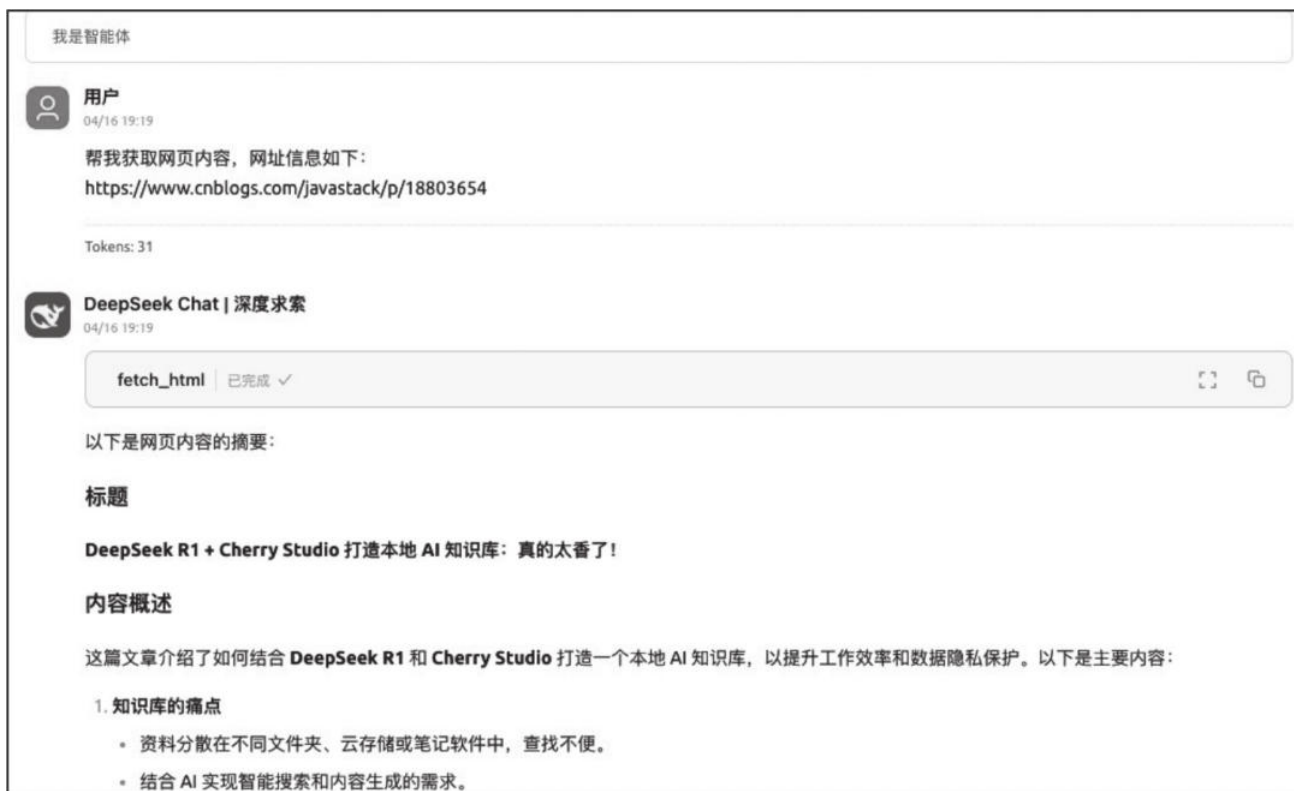 我是智能体
用户
04/16 19:19
帮我获取网页内容，网址信息如下：
https://www.cnblogs.com/javastack/p/18803654
Tokens: 31
DeepSeek Chat | 深度求索
04/16 19:19
fetch_html 已完成 ✓
以下是网页内容的摘要：
标题
DeepSeek R1 + Cherry Studio 打造本地 AI 知识库：真的太香了！
内容概述
这篇文章介绍了如何结合 DeepSeek R1 和 Cherry Studio 打造一个本地 AI 知识库，以提升工作效率和数据隐私保护。以下是主要内容：
1. 知识库的痛点
• 资料分散在不同文件夹、云存储或笔记软件中，查找不便。
• 结合 AI 实现智能搜索和内容生成的需求。